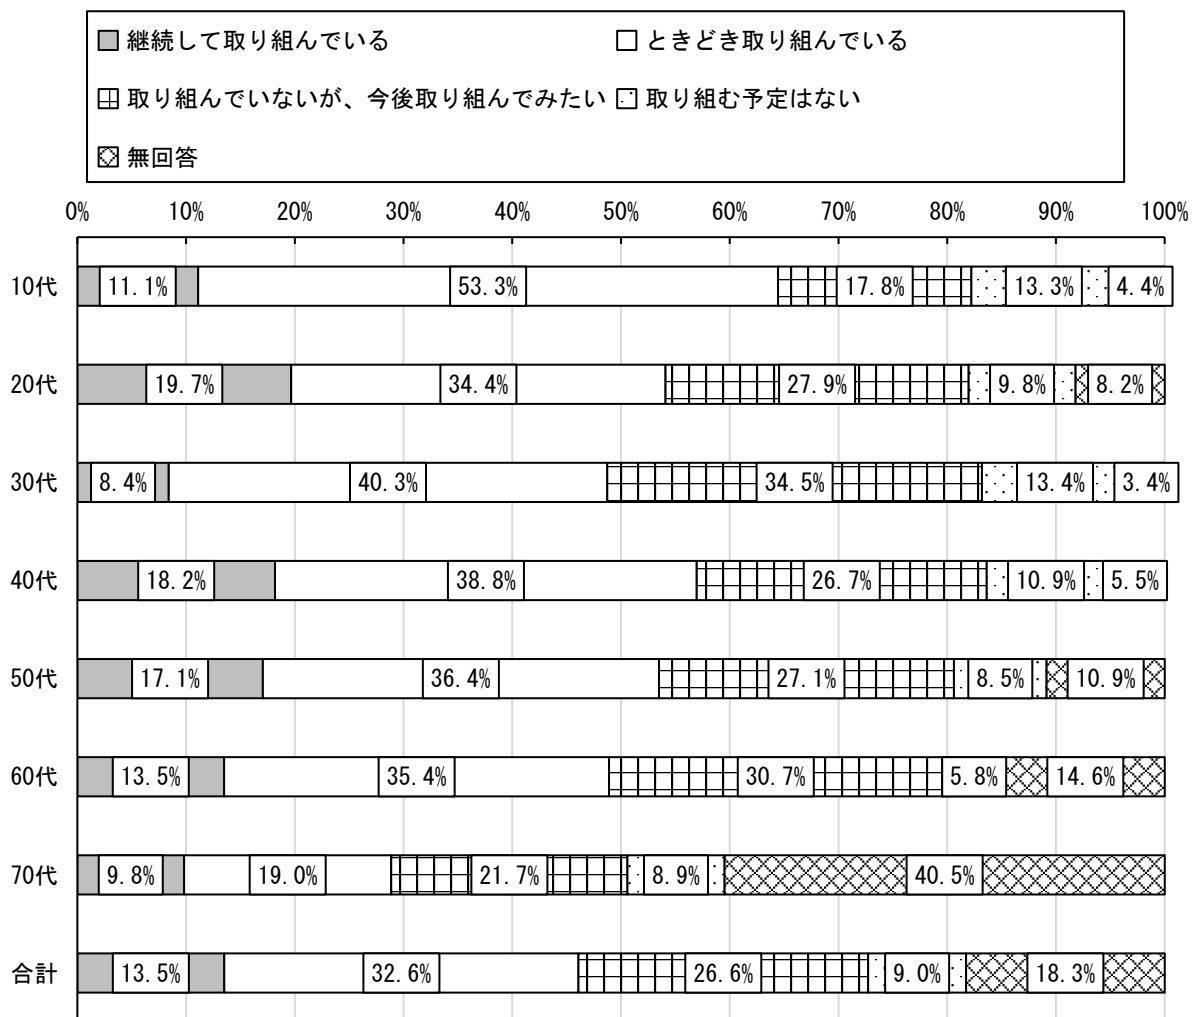 継続して取り組んでいる ときどき取り組んでいる
取り組んでいないが、今後取り組んでみたい 取り組む予定はない
無回答
0% 10% 20% 30% 40% 50% 60% 70% 80% 90% 100%
10代 11.1% 53.3% 17.8% 13.3% 4.4%
20代 19.7% 34.4% 27.9% 9.8% 8.2%
30代 8.4% 40.3% 34.5% 13.4% 3.4%
40代 18.2% 38.8% 26.7% 10.9% 5.5%
50代 17.1% 36.4% 27.1% 8.5% 10.9%
60代 13.5% 35.4% 30.7% 5.8% 14.6%
70代 9.8% 19.0% 21.7% 8.9% 40.5%
合計 13.5% 32.6% 26.6% 9.0% 18.3%